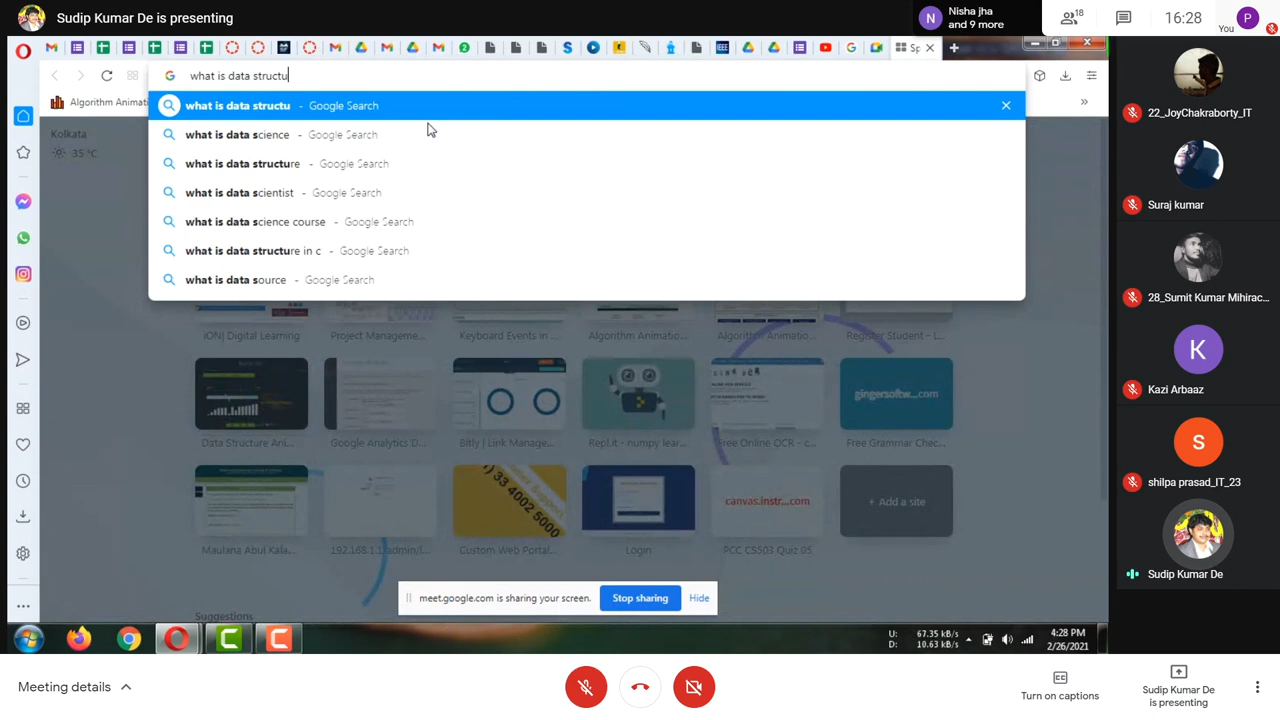 Sudip Kumar De is presenting
Nisha jha
and 9 more
N
18
16:28
You
P
Sp
what is data structu
Algorithm Animati
Kolkata
35 °C
what is data structu - Google Search
what is data science - Google Search
what is data structure - Google Search
what is data scientist - Google Search
what is data science course - Google Search
what is data structure in c - Google Search
what is data source - Google Search
iONJ Digital Learning
Project Manageme...
Keyboard Events in ...
Algorithm Animatio...
Algorithm Animatio...
Register Student – L...
gingersoftw...com
Data Structure Ani...
Google Analytics D...
Bitly | Link Manage...
Repl.it - numpy lear...
Free Online OCR - c...
Free Grammar Chec...
) 33 4002 5000
canvas.instr...com
+ Add a site
Maulana Abul Kala...
192.168.1.1 admin/l...
Custom Web Portal...
Login
PCC CS503 Quiz 05
Suggestions
meet.google.com is sharing your screen.
Stop sharing
Hide
U: 67.35 kB/s
D: 10.63 kB/s
4:28 PM
2/26/2021
22_JoyChakraborty_IT
Suraj kumar
28_Sumit Kumar Mihirac...
K
Kazi Arbaaz
S
shilpa prasad_IT_23
Sudip Kumar De
Meeting details
Turn on captions
Sudip Kumar De
is presenting